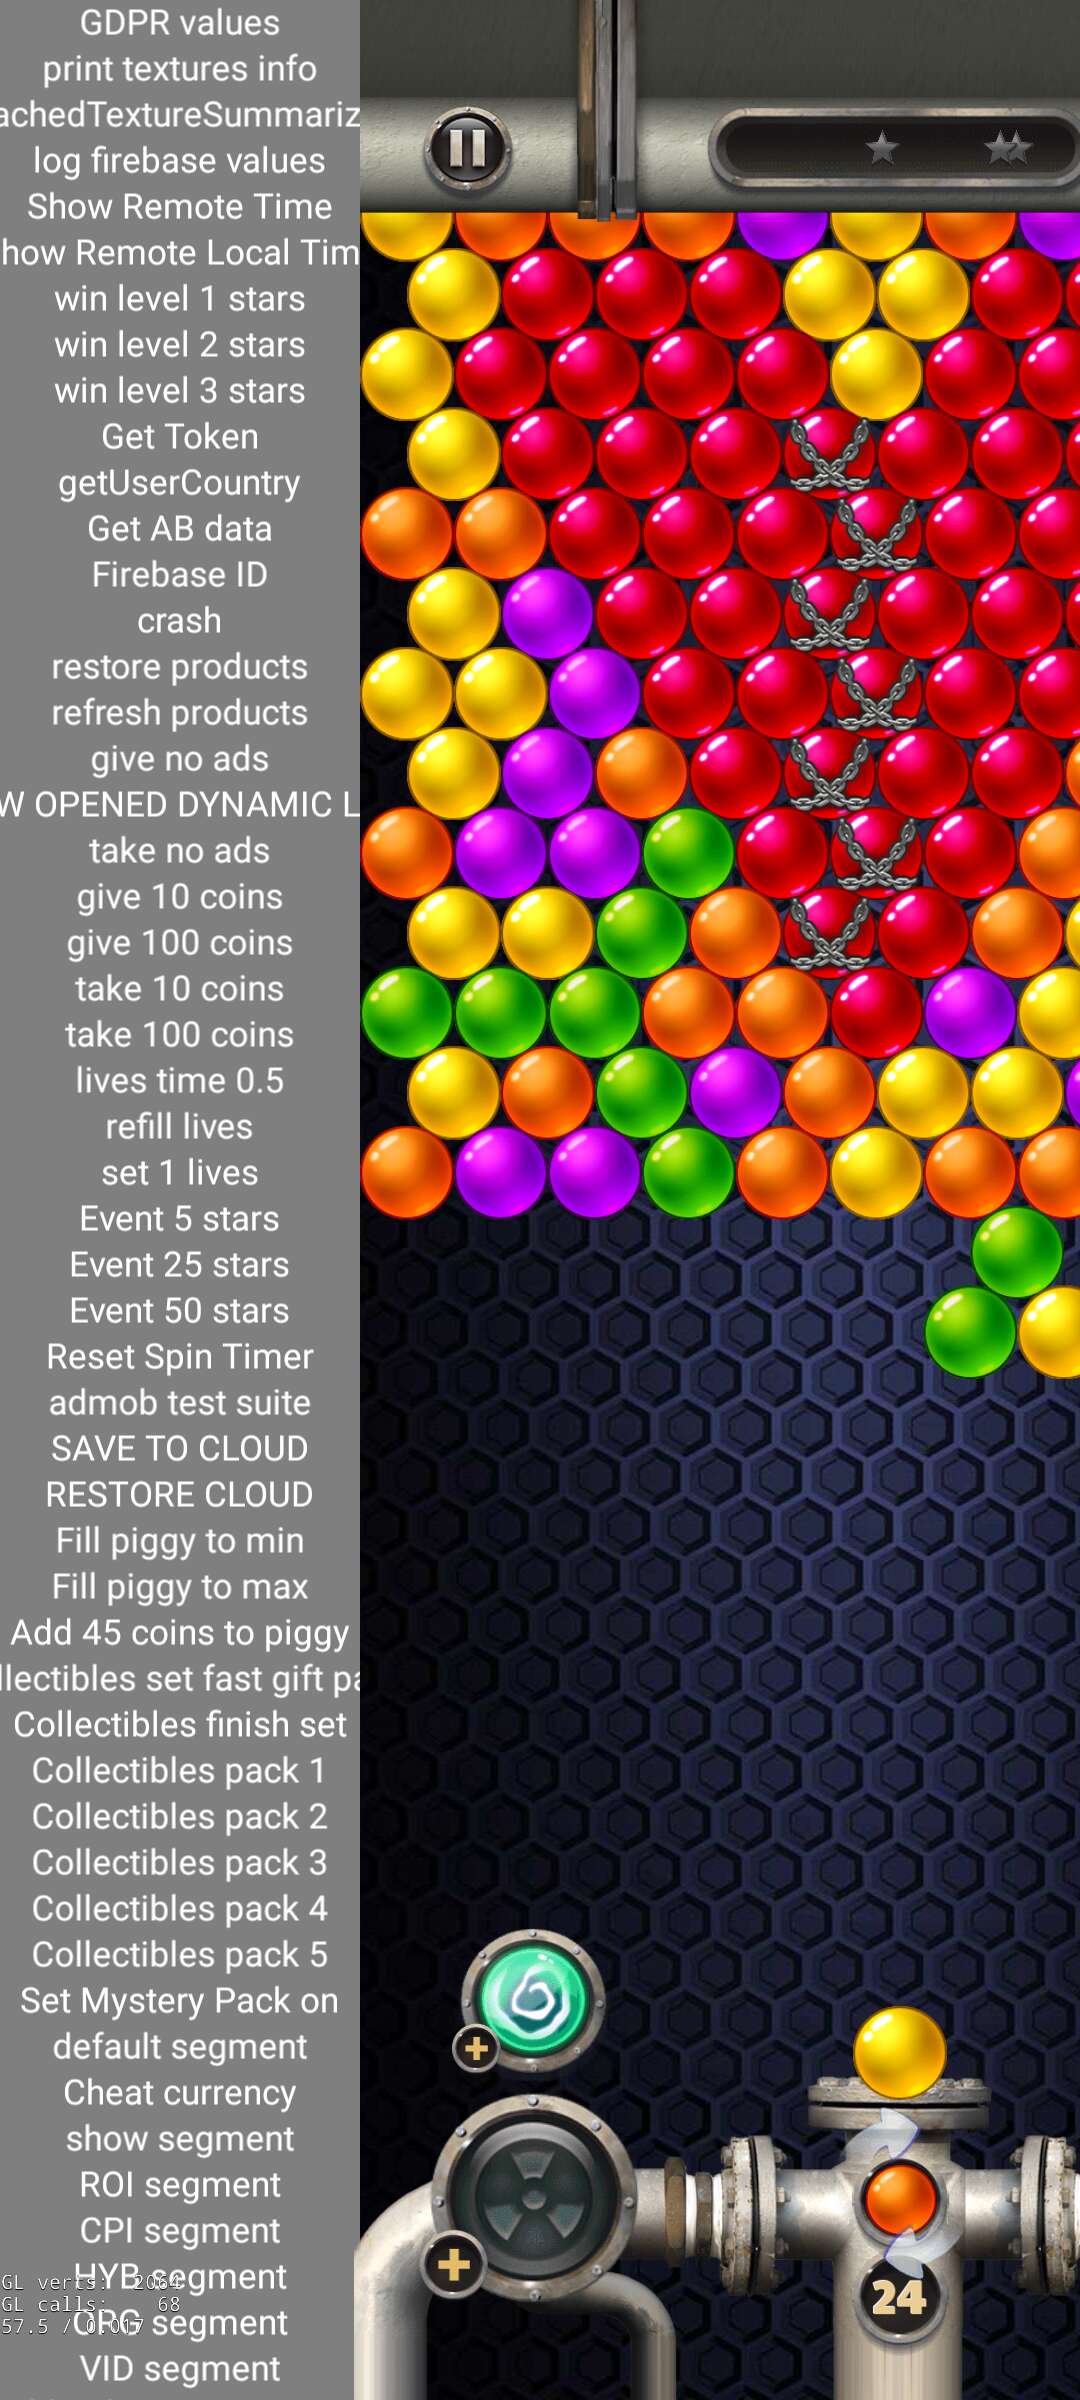 GDPR values
print textures info
achedTextureSummariz
log firebase values
Show Remote Time
how Remote Local Tim
win level 1 stars
win level 2 stars
win level 3 stars
Get Token
getUserCountry
Get AB data
Firebase ID
crash
restore products
refresh products
give no ads
W OPENED DYNAMIC L
take no ads
give 10 coins
give 100 coins
take 10 coins
take 100 coins
lives time 0.5
refill lives
set 1 lives
Event 5 stars
Event 25 stars
Event 50 stars
Reset Spin Timer
admob test suite
SAVE TO CLOUD
RESTORE CLOUD
Fill piggy to min
Fill piggy to max
Add 45 coins to piggy
llectibles set fast gift pa
Collectibles finish set
Collectibles pack 1
Collectibles pack 2
Collectibles pack 3
Collectibles pack 4
Collectibles pack 5
Set Mystery Pack on
default segment
Cheat currency
show segment
ROI segment
CPI segment
HYB segment
GL verts: 2064
GL calls: 68
ORG segment
57.5 / 0.017
VID segment
24